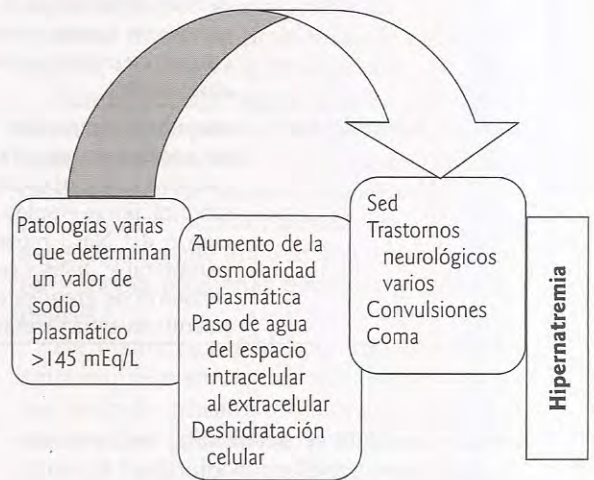 Patologías varias
que determinan
un valor de
sodio
plasmático
>145 mEq/L
Aumento de la
osmolaridad
plasmática
Paso de agua
del espacio
intracelular
al extracelular
Deshidratación
celular
Sed
Trastornos
neurológicos
varios
Convulsiones
Coma
Hipernatremia